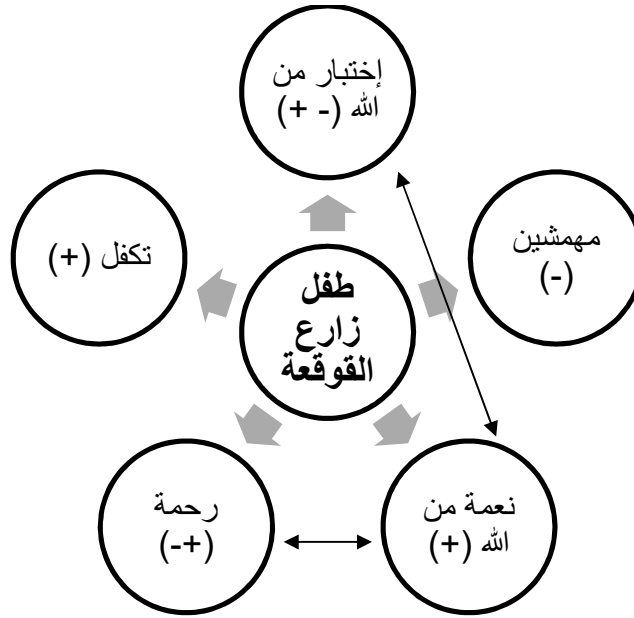 إختبار من
الله (- +)
تكفل (+)
مهمشين
(-)
طفل
زارع
القوقعة
رحمة
(+-)
نعمة من
الله (+)